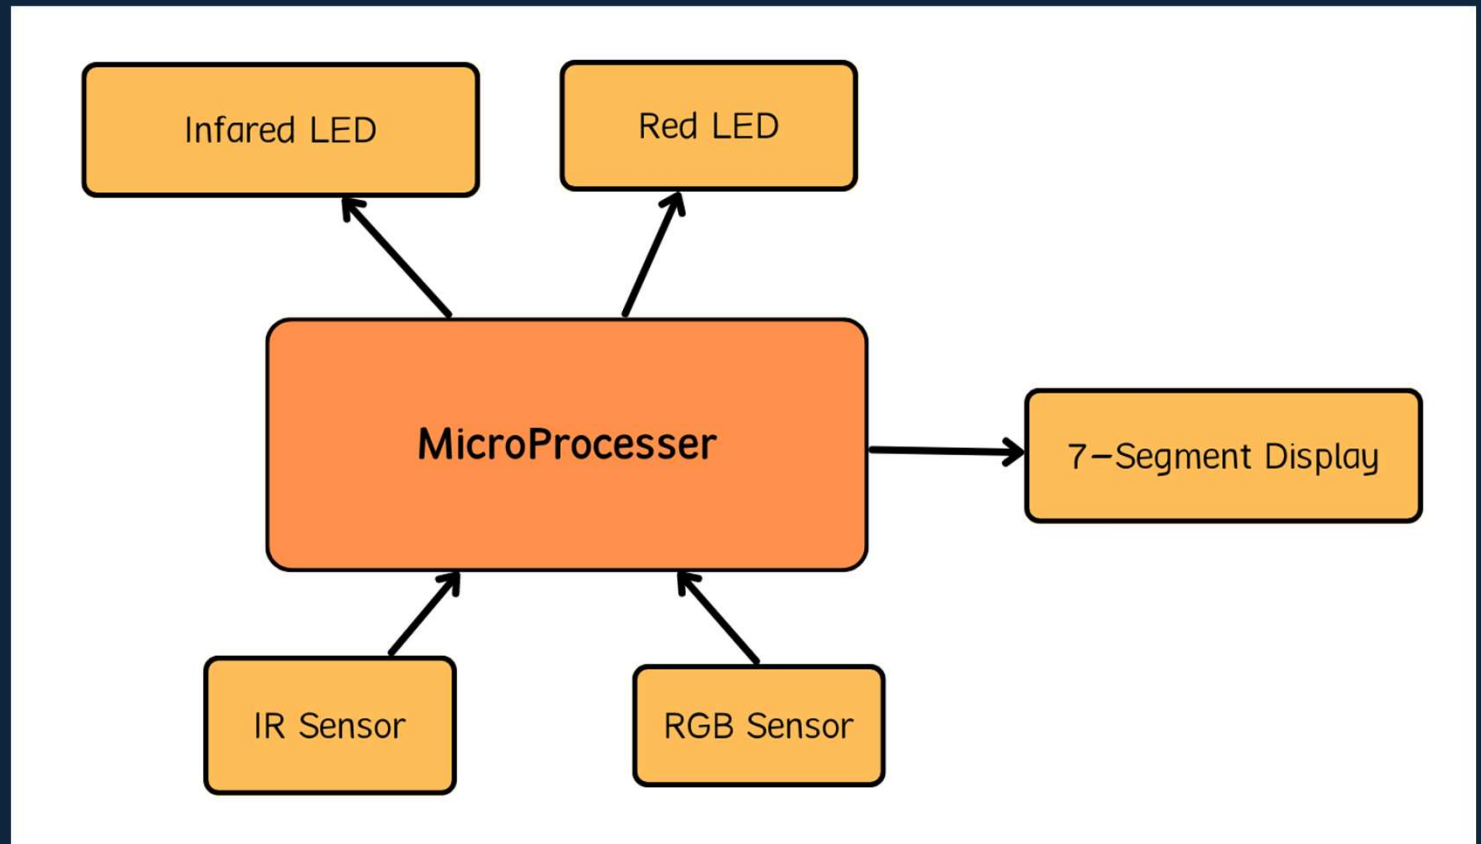 Infared LED
Red LED
MicroProcesser
7-Segment Display
IR Sensor
RGB Sensor